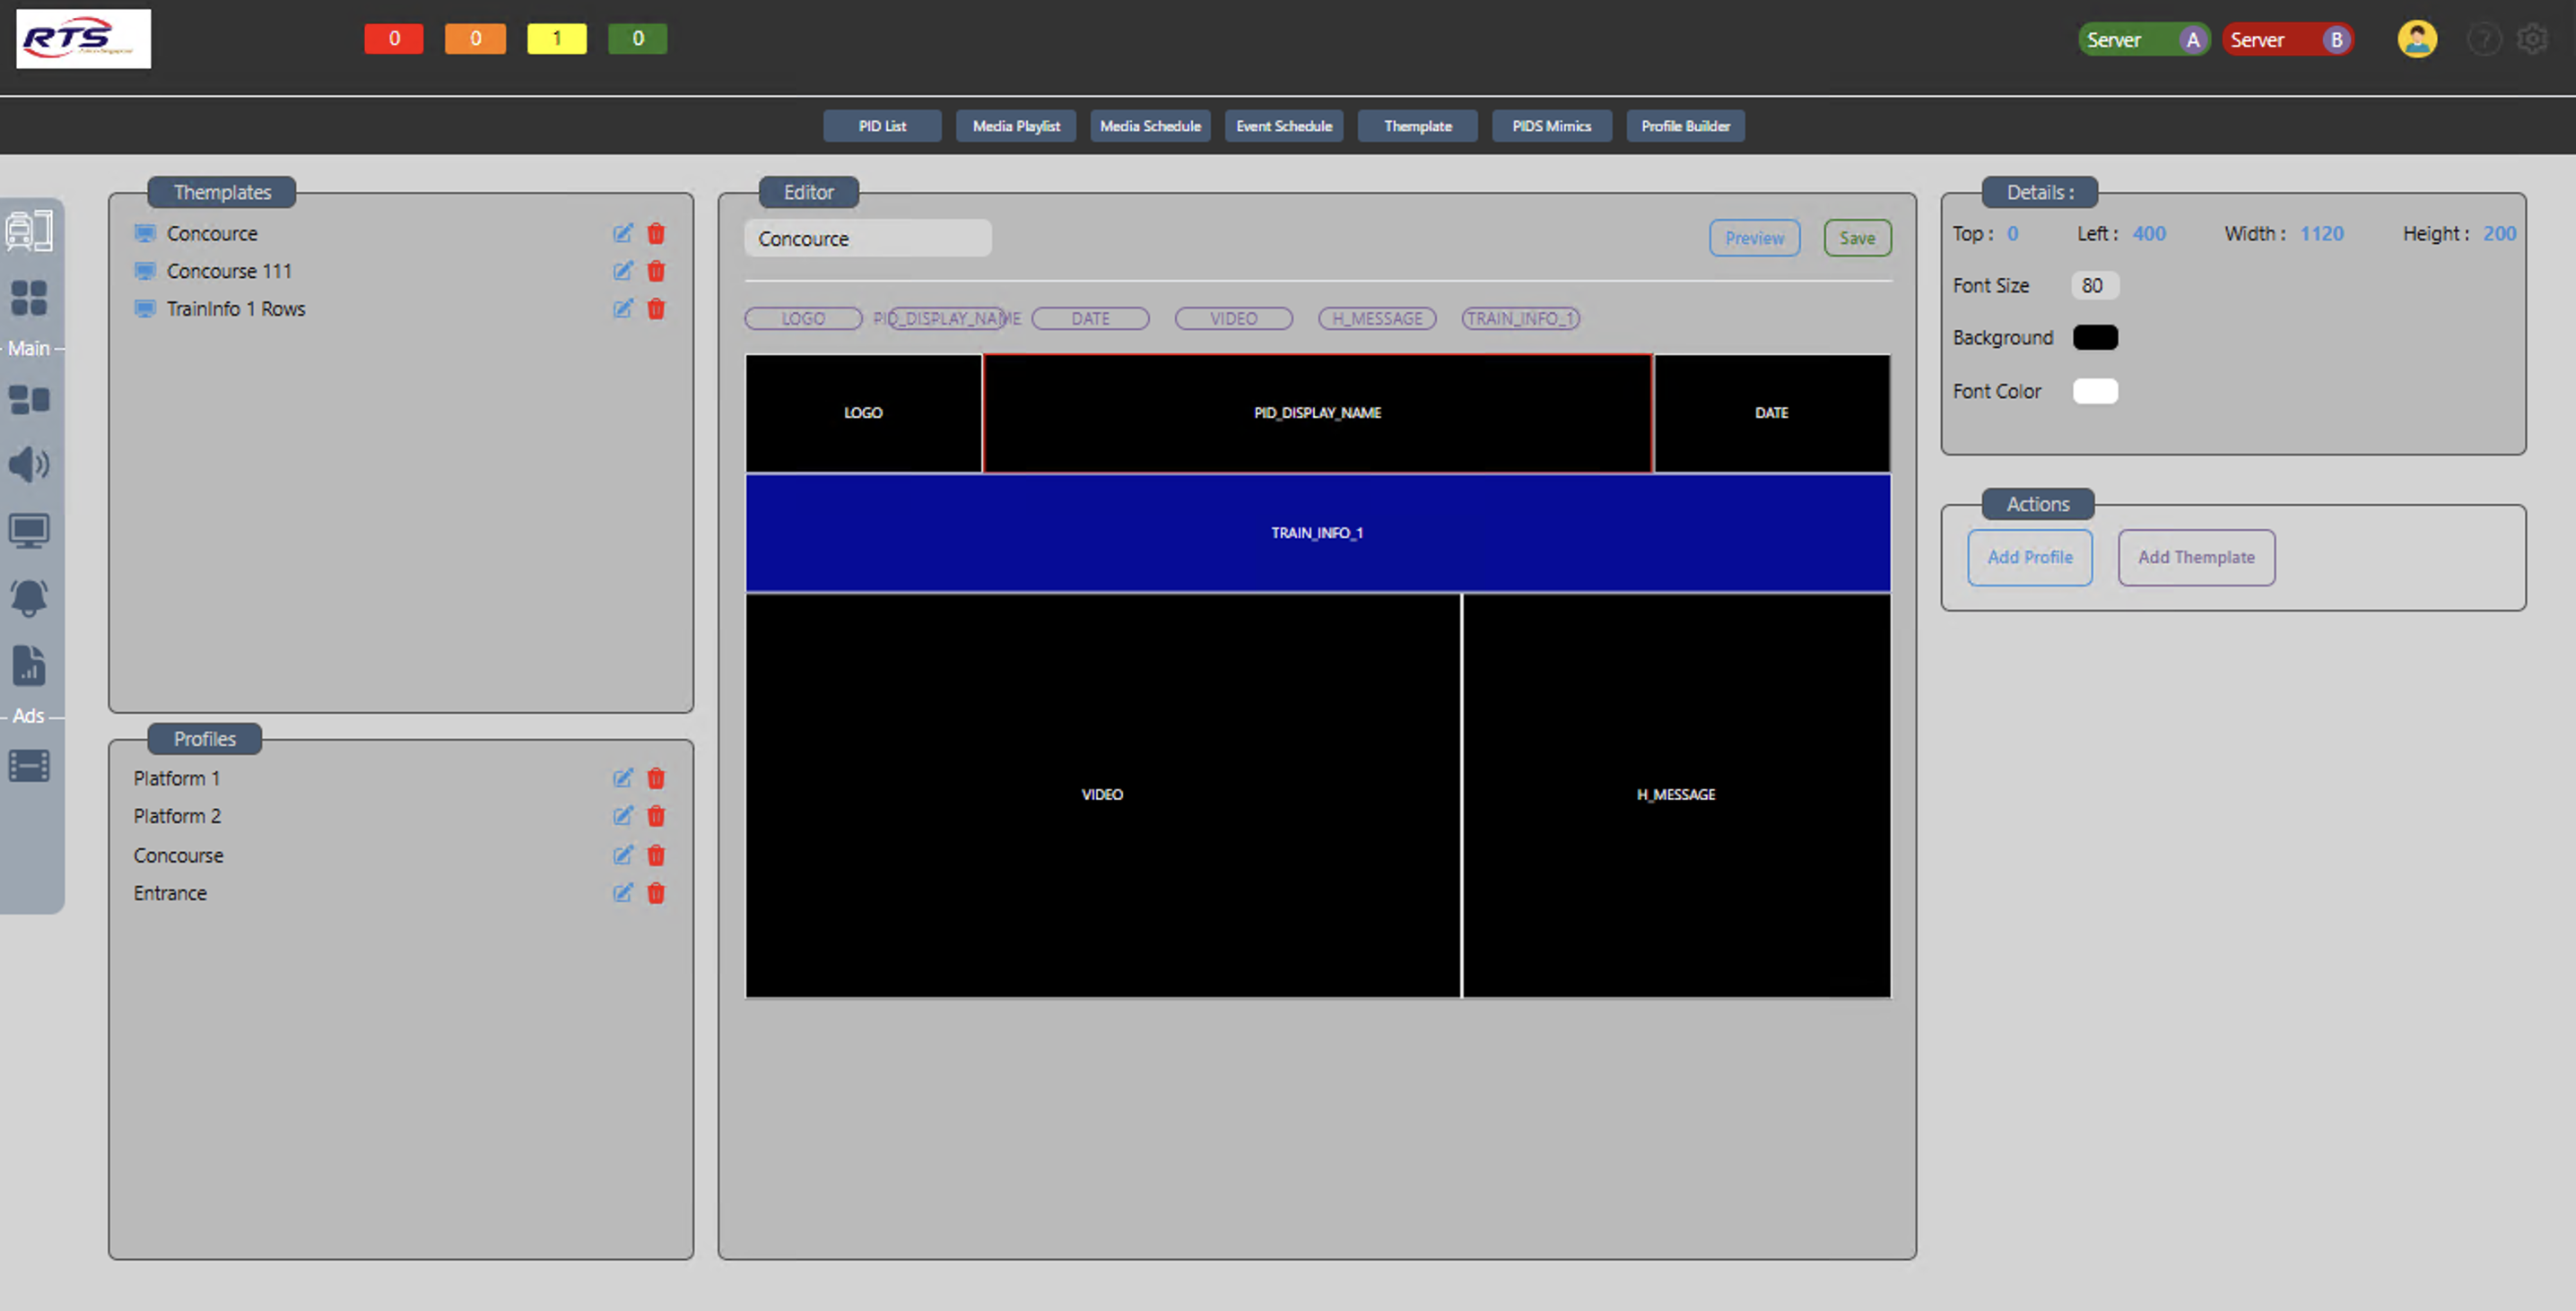 RTS
0 0 1 0
Server A Server B
?
PID List Media Playlist Media Schedule Event Schedule Themplate PIDS Mimics Profile Builder
Main
Ads
Themplates
Concource
Concourse 111
TrainInfo 1 Rows
Profiles
Platform 1
Platform 2
Concourse
Entrance
Editor
Concource
Preview Save
LOGO PID_DISPLAY_NAME DATE VIDEO H_MESSAGE TRAIN_INFO_1
LOGO PID_DISPLAY_NAME DATE
TRAIN_INFO_1
VIDEO H_MESSAGE
Details :
Top : 0 Left : 400 Width : 1120 Height : 200
Font Size 80
Background
Font Color
Actions
Add Profile Add Themplate